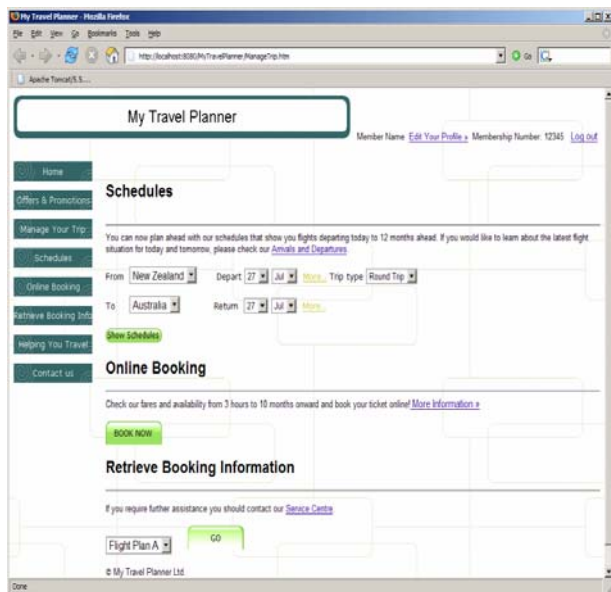 My Travel Planner - Mozilla Firefox
File Edit View Go Bookmarks Tools Help
http://localhost:8080/MyTravelPlanner/ManageTrip.htm
Go
Apache Tomcat/5.5....
My Travel Planner
Member Name Edit Your Profile » Membership Number: 12345 Log out
Home
Offers & Promotions
Manage Your Trip
Schedules
Online Booking
Retrieve Booking Info
Helping You Travel
Contact us
Schedules
You can now plan ahead with our schedules that show you flights departing today to 12 months ahead. If you would like to learn about the latest flight
situation for today and tomorrow, please check our Arrivals and Departures.
From New Zealand Depart 27 Jul More... Trip type Round Trip
To Australia Return 27 Jul More...
Show Schedules
Online Booking
Check our fares and availability from 3 hours to 10 months onward and book your ticket online! More Information »
BOOK NOW
Retrieve Booking Information
If you require further assistance you should contact our Service Centre.
Flight Plan A GO
© My Travel Planner Ltd.
Done